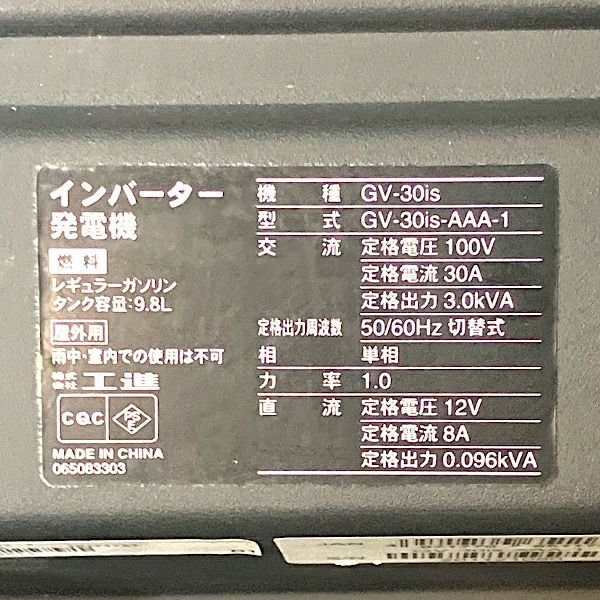 インバーター
発電機
燃料
レギュラーガソリン
タンク容量:9.8L
屋外用
雨中・室内での使用は不可
株式会社 工進
CQC PSE
MADE IN CHINA
065083303
機種 GV-30is
型式 GV-30is-AAA-1
交流 定格電圧 100V
定格電流 30A
定格出力 3.0kVA
定格出力周波数 50/60Hz 切替式
相 単相
力率 1.0
直流 定格電圧 12V
定格電流 8A
定格出力 0.096kVA